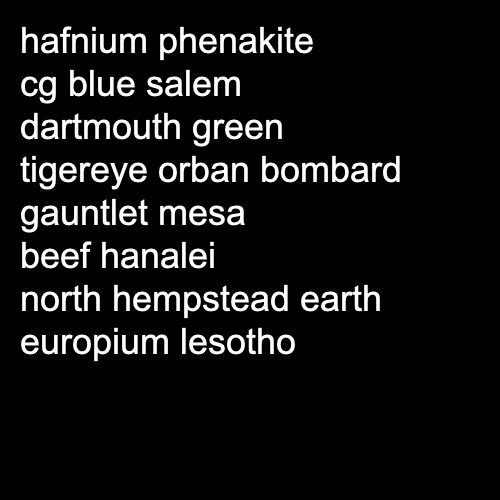 hafnium phenakite
cg blue salem
dartmouth green
tigereye orban bombard
gauntlet mesa
beef hanalei
north hempstead earth
europium lesotho